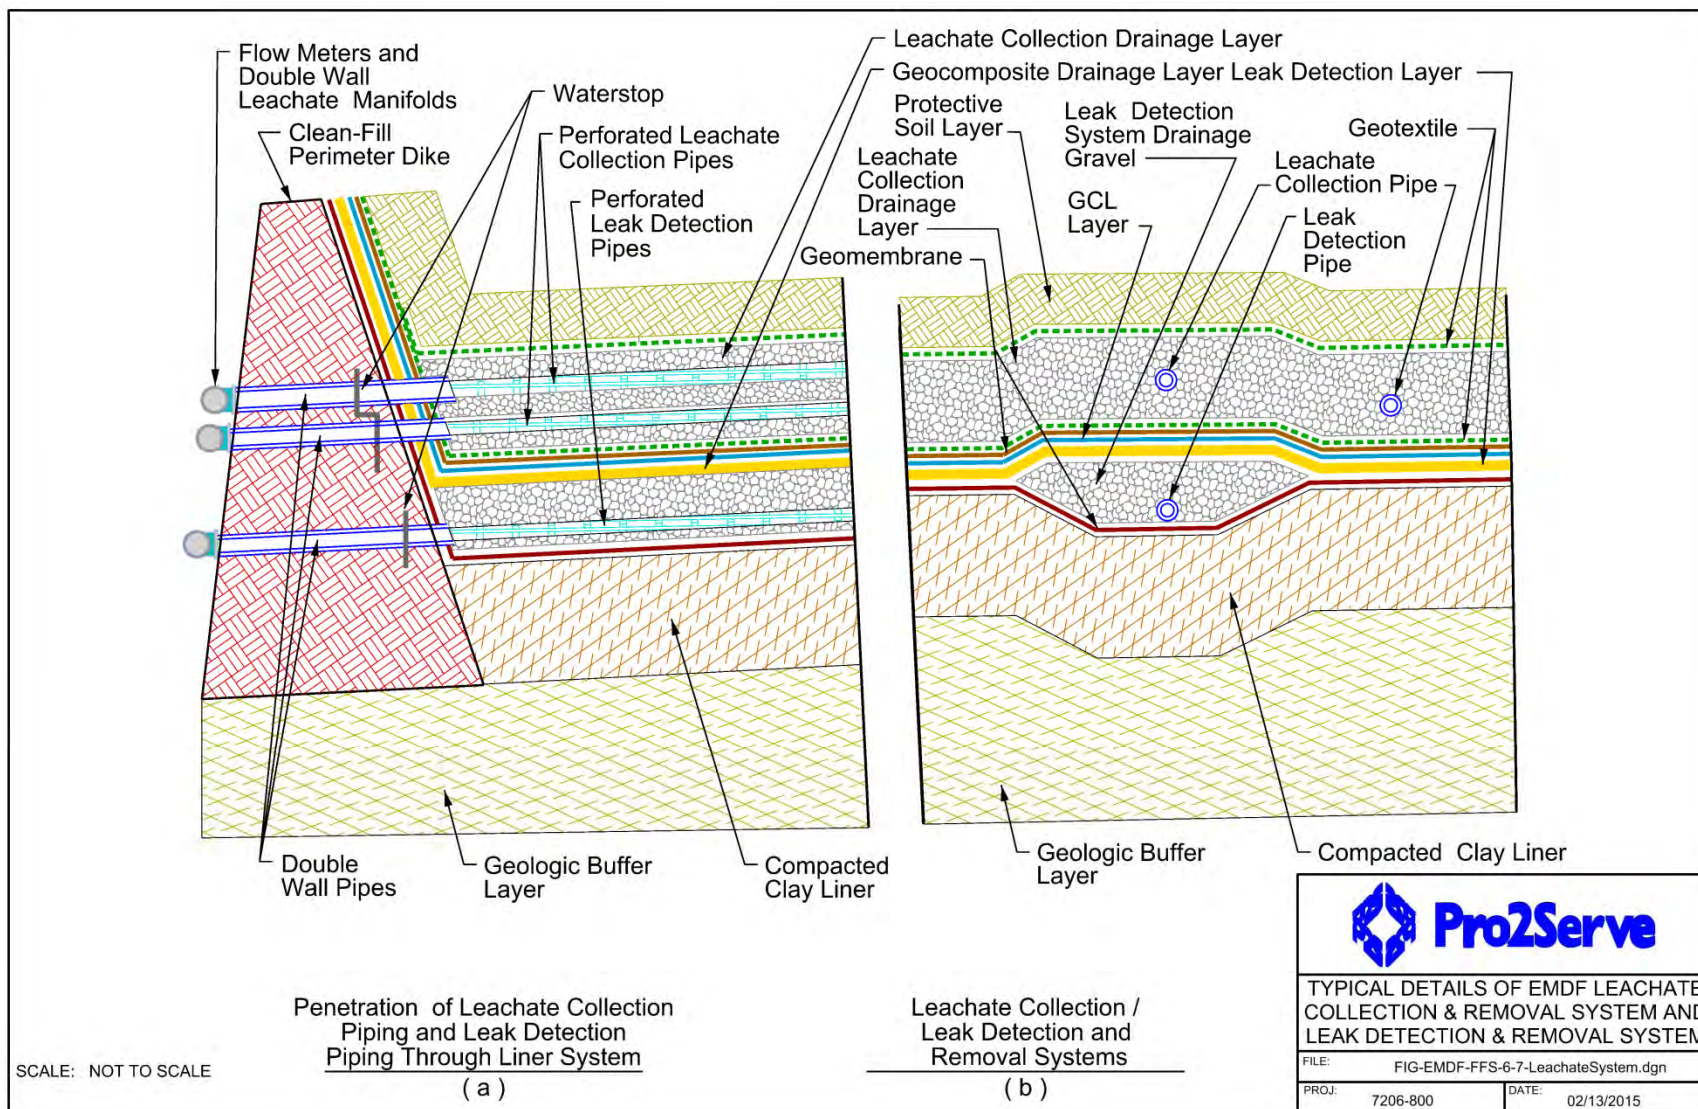 Flow Meters and
Double Wall
Leachate Manifolds
Clean-Fill
Perimeter Dike
Waterstop
Perforated Leachate
Collection Pipes
Perforated
Leak Detection
Pipes
Leachate Collection Drainage Layer
Geocomposite Drainage Layer Leak Detection Layer
Protective
Soil Layer
Leak Detection
System Drainage
Gravel
Geotextile
Leachate
Collection
Drainage
Layer
Leachate
Collection Pipe
GCL
Layer
Leak
Detection
Pipe
Geomembrane
Double
Wall Pipes
Geologic Buffer
Layer
Compacted
Clay Liner
Geologic Buffer
Layer
Compacted Clay Liner
Penetration of Leachate Collection
Piping and Leak Detection
Piping Through Liner System
( a )
Leachate Collection /
Leak Detection and
Removal Systems
( b )
SCALE: NOT TO SCALE
Pro2Serve
TYPICAL DETAILS OF EMDF LEACHATE
COLLECTION & REMOVAL SYSTEM AND
LEAK DETECTION & REMOVAL SYSTEM
FILE: FIG-EMDF-FFS-6-7-LeachateSystem.dgn
PROJ: 7206-800
DATE: 02/13/2015